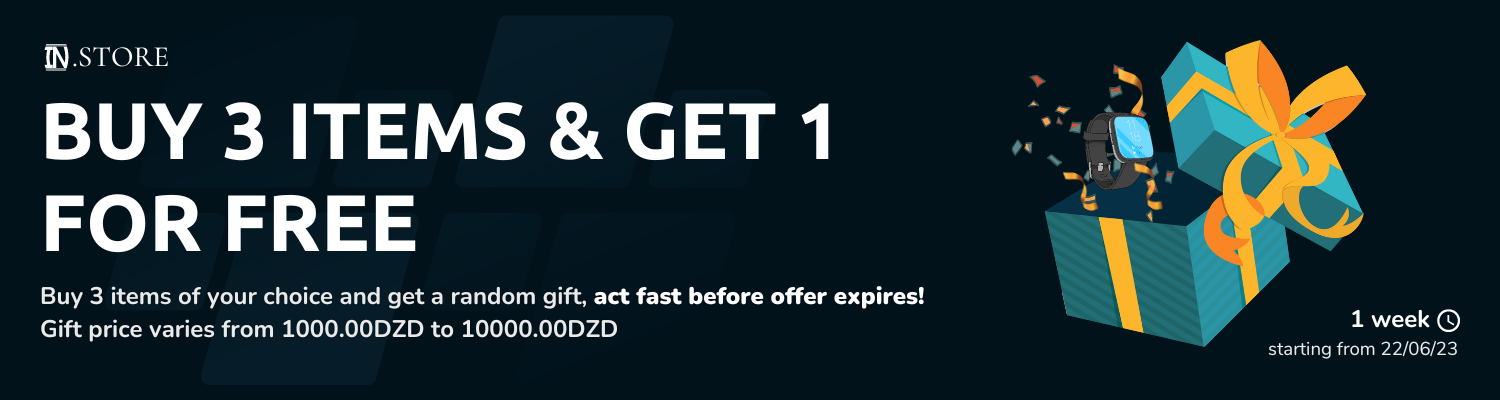 IN.STORE
BUY 3 ITEMS & GET 1
FOR FREE
Buy 3 items of your choice and get a random gift, act fast before offer expires!
Gift price varies from 1000.00DZD to 10000.00DZD
1 week
starting from 22/06/23